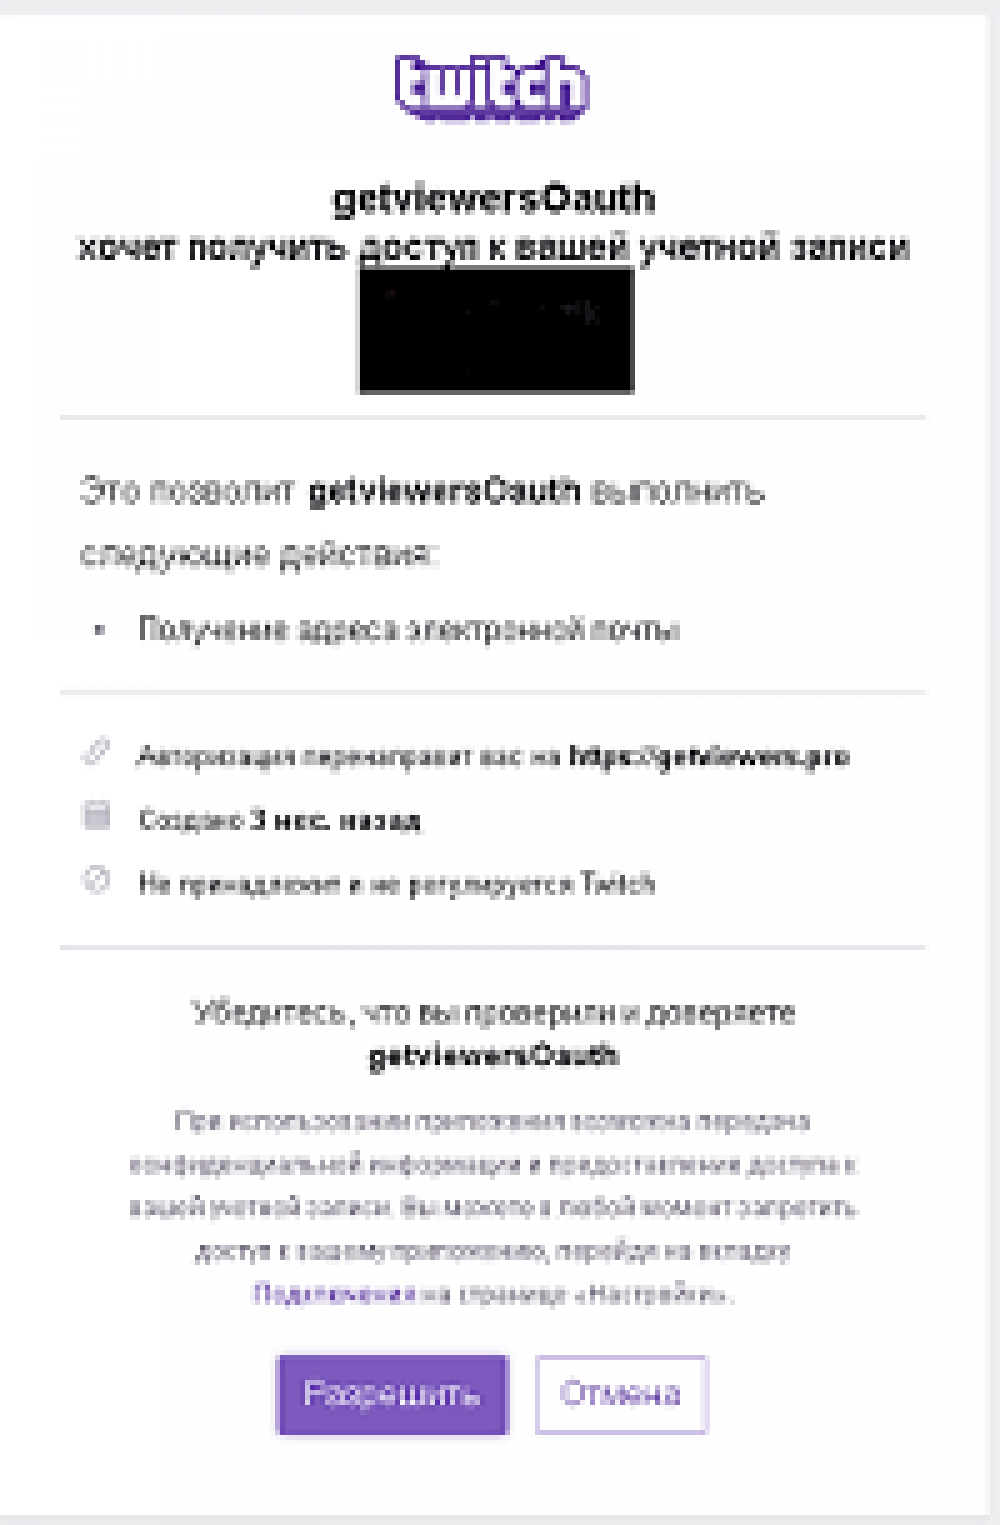 twitch
getviewersOauth
хочет получить доступ к вашей учетной записи
Это позволит getviewersOauth выполнить
следующие действия:
Получение адреса электронной почты
Авторизация перенаправит вас на https://getviewers.pro
Создано 3 мес. назад
Не принадлежит и не регулируется Twitch
Убедитесь, что вы проверили и доверяете
getviewersOauth
При использовании приложения возможна передача
конфиденциальной информации и предоставление доступа к
вашей учетной записи. Вы можете в любой момент запретить
доступ к вашему приложению, перейдя на вкладку
Подключения на странице «Настройки».
Разрешить
Отмена